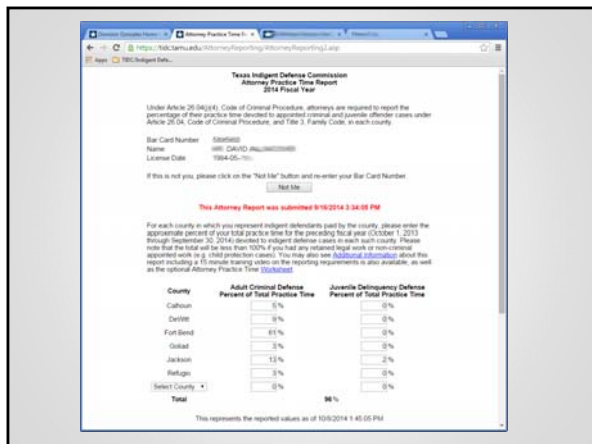 https://tidc.tamu.edu/AttorneyReporting/AttorneyReporting2.asp
Apps TIDC-Indigent Defe...
Texas Indigent Defense Commission
Attorney Practice Time Report
2014 Fiscal Year
Under Article 26.04(j)(4), Code of Criminal Procedure, attorneys are required to report the
percentage of their practice time devoted to appointed criminal and juvenile offender cases under
Article 26.04, Code of Criminal Procedure, and Title 3, Family Code, in each county.
Bar Card Number
Name DAVID
License Date 1984-05-
If this is not you, please click on the "Not Me" button and re-enter your Bar Card Number.
Not Me
This Attorney Report was submitted 9/16/2014 3:34:05 PM
For each county in which you represent indigent defendants paid by the county, please enter the
approximate percent of your total practice time for the preceding fiscal year (October 1, 2013
through September 30, 2014) devoted to indigent defense cases in each such county. Please
note that the total will be less than 100% if you had any retained legal work or non-criminal
appointed work (e.g. child protection cases). You may also see Additional Information about this
report including a 15 minute training video on the reporting requirements is also available, as well
as the optional Attorney Practice Time Worksheet.
County Adult Criminal Defense Percent of Total Practice Time Juvenile Delinquency Defense Percent of Total Practice Time
Calhoun 5 % 0 %
DeWitt 9 % 0 %
Fort Bend 61 % 0 %
Goliad 3 % 0 %
Jackson 13 % 2 %
Refugio 3 % 0 %
Select County 0 % 0 %
Total 96 %
This represents the reported values as of 10/8/2014 1:45:05 PM